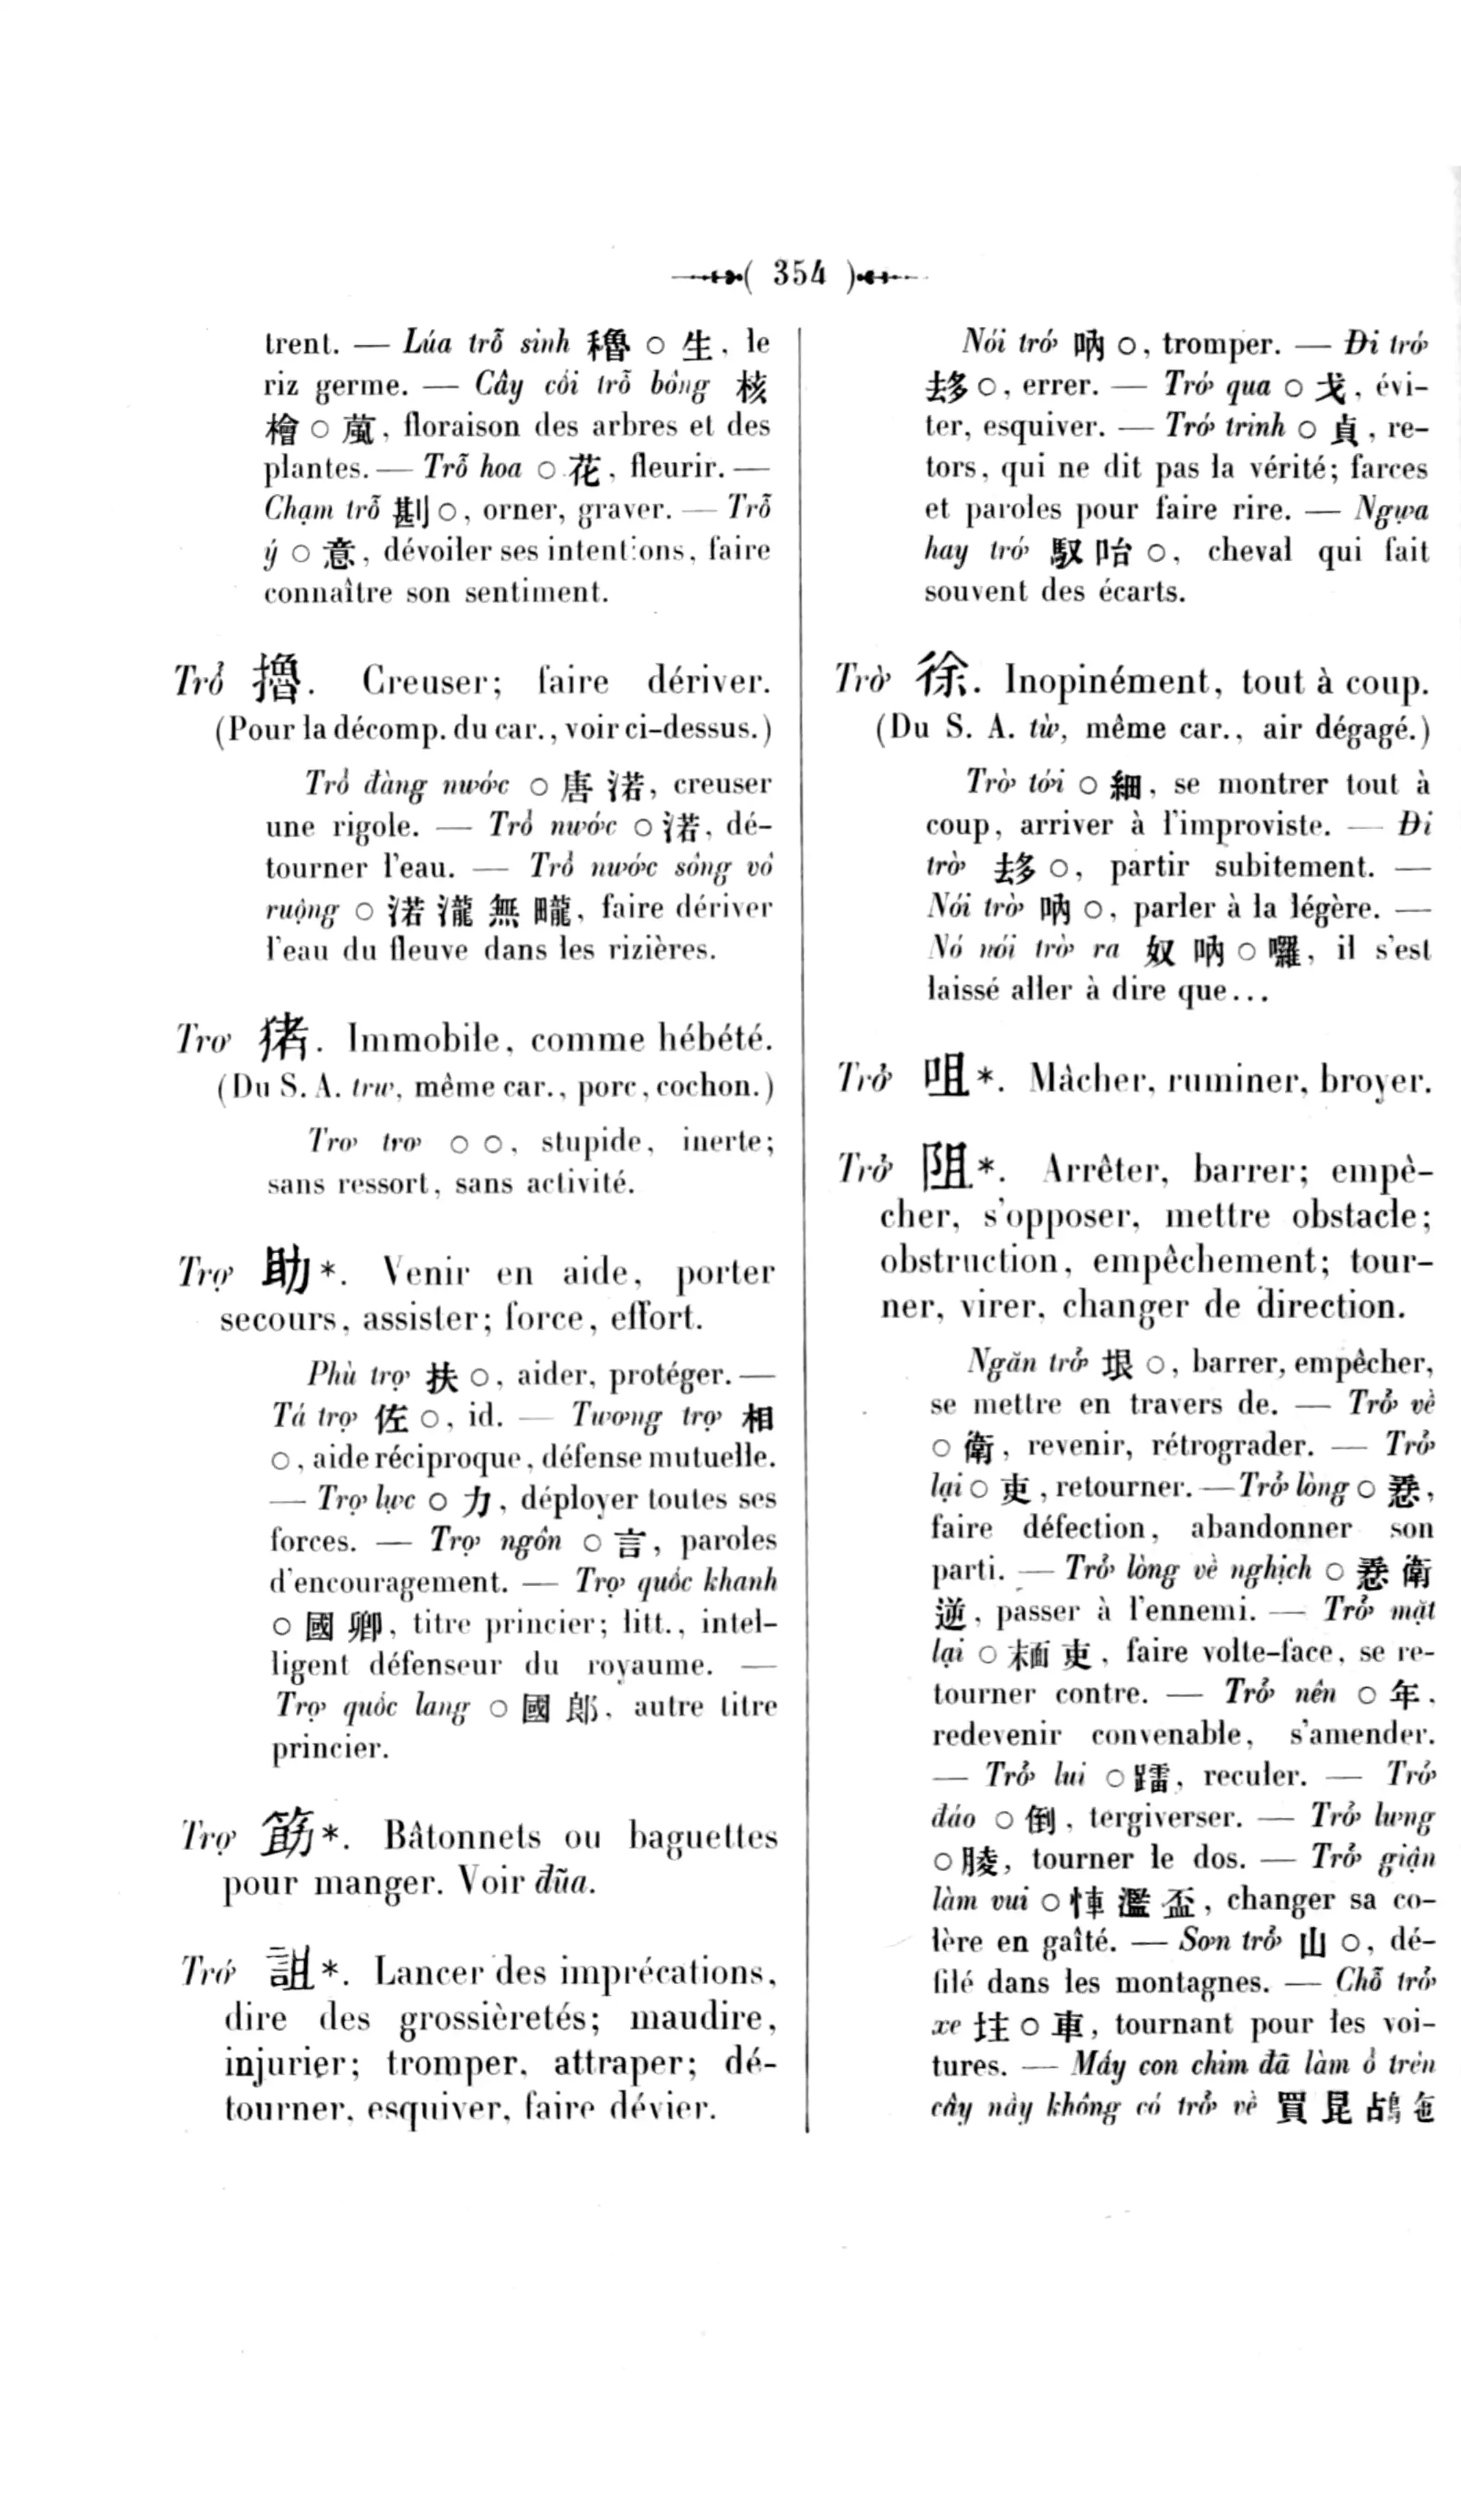 ( 354 )
trent. — Lúa trổ sinh 穭 ○ 生, le
riz germe. — Cây cối trổ bông 核
檜 ○ 蘴, floraison des arbres et des
plantes. — Trổ hoa ○ 花, fleurir. —
Chạm trổ ○, orner, graver. — Trổ
ý ○ 意, dévoiler ses intentions, faire
connaître son sentiment.
Trổ 擼. Creuser; faire dériver.
(Pour la décomp. du car., voir ci-dessus.)
Trổ đàng nước ○ 唐 渃, creuser
une rigole. — Trổ nước ○ 渃, dé-
tourner l'eau. — Trổ nước sông vô
ruộng ○ 渃 瀧 無 𤲌, faire dériver
l'eau du fleuve dans les rizières.
Trơ 猪. Immobile, comme hébété.
(Du S. A. trư, même car., porc, cochon.)
Trơ trơ ○ ○, stupide, inerte;
sans ressort, sans activité.
Trợ 助*. Venir en aide, porter
secours, assister; force, effort.
Phù trợ 扶 ○, aider, protéger. —
Tá trợ 佐 ○, id. — Tương trợ 相
○, aide réciproque, défense mutuelle.
— Trợ lực ○ 力, déployer toutes ses
forces. — Trợ ngôn ○ 言, paroles
d'encouragement. — Trợ quốc khanh
○ 國 卿, titre princier; litt., intel-
ligent défenseur du royaume. —
Trợ quốc lang ○ 國 郎, autre titre
princier.
Trợ 筯*. Bâtonnets ou baguettes
pour manger. Voir đũa.
Trớ 詛*. Lancer des imprécations,
dire des grossièretés; maudire,
injurier; tromper, attraper; dé-
tourner, esquiver, faire dévier.
Nói trớ 吶 ○, tromper. — Đi trớ
𠫾 ○, errer. — Trớ qua ○ 戈, évi-
ter, esquiver. — Trớ trinh ○ 貞, re-
tors, qui ne dit pas la vérité; farces
et paroles pour faire rire. — Ngựa
hay trớ 馭 咍 ○, cheval qui fait
souvent des écarts.
Trờ 徐. Inopinément, tout à coup.
(Du S. A. từ, même car., air dégagé.)
Trờ tới ○ 細, se montrer tout à
coup, arriver à l'improviste. — Đi
trờ 𠫾 ○, partir subitement. —
Nói trờ 吶 ○, parler à la légère. —
Nó nói trờ ra 奴 吶 ○ 囉, il s'est
laissé aller à dire que...
Trở 咀*. Mâcher, ruminer, broyer.
Trở 阻*. Arrêter, barrer; empê-
cher, s'opposer, mettre obstacle;
obstruction, empêchement; tour-
ner, virer, changer de direction.
Ngăn trở 垠 ○, barrer, empêcher,
se mettre en travers de. — Trở về
○ 衛, revenir, rétrograder. — Trở
lại ○ 吏, retourner. — Trở lòng ○ 𢚸,
faire défection, abandonner son
parti. — Trở lòng về nghịch ○ 𢚸 衛
逆, passer à l'ennemi. — Trở mặt
lại ○ 𩈘 吏, faire volte-face, se re-
tourner contre. — Trở nên ○ 年,
redevenir convenable, s'amender.
— Trở lui ○ 𨆢, reculer. — Trở
đáo ○ 倒, tergiverser. — Trở lưng
○ 𦝄, tourner le dos. — Trở giận
làm vui ○ 𢠣 濫 盃, changer sa co-
lère en gaîté. — Sơn trở 山 ○, dé-
filé dans les montagnes. — Chỗ trở
xe 拄 ○ 車, tournant pour les voi-
tures. — Mấy con chim đã làm ổ trên
cây này không có trở về 買 昆 鴣 㐌